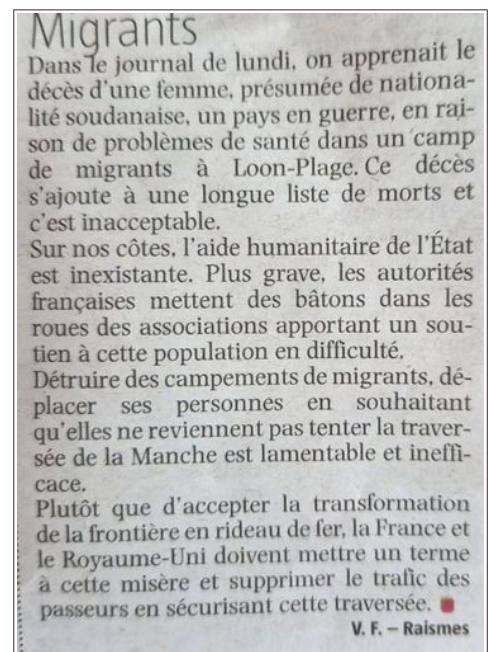 Migrants
Dans le journal de lundi, on apprenait le
décès d'une femme, présumée de nationa-
lité soudanaise, un pays en guerre, en rai-
son de problèmes de santé dans un camp
de migrants à Loon-Plage. Ce décès
s'ajoute à une longue liste de morts et
c'est inacceptable.
Sur nos côtes, l'aide humanitaire de l'État
est inexistante. Plus grave, les autorités
françaises mettent des bâtons dans les
roues des associations apportant un sou-
tien à cette population en difficulté.
Détruire des campements de migrants, dé-
placer ses personnes en souhaitant
qu'elles ne reviennent pas tenter la traver-
sée de la Manche est lamentable et ineffi-
cace.
Plutôt que d'accepter la transformation
de la frontière en rideau de fer, la France et
le Royaume-Uni doivent mettre un terme
à cette misère et supprimer le trafic des
passeurs en sécurisant cette traversée.
V. F. – Raismes